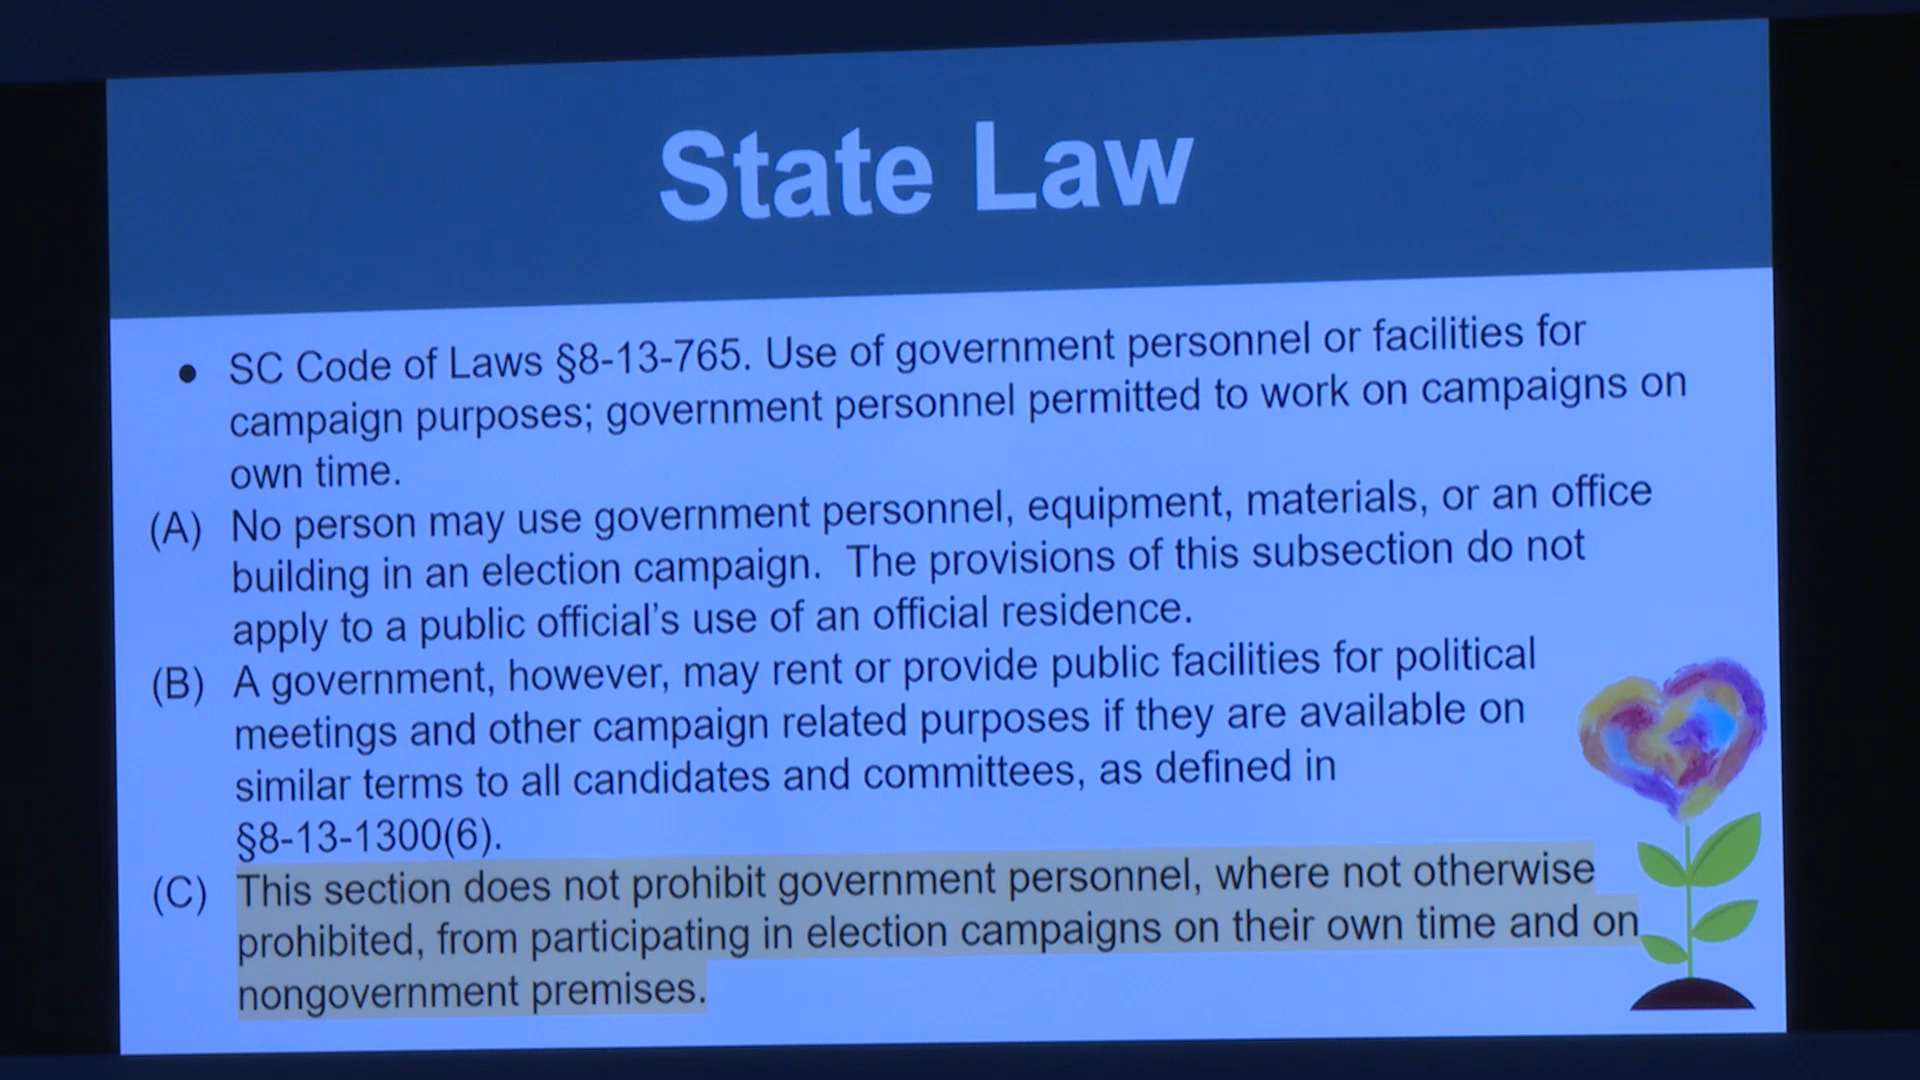 State Law
• SC Code of Laws §8-13-765. Use of government personnel or facilities for
campaign purposes; government personnel permitted to work on campaigns on
own time.
(A) No person may use government personnel, equipment, materials, or an office
building in an election campaign.  The provisions of this subsection do not
apply to a public official’s use of an official residence.
(B) A government, however, may rent or provide public facilities for political
meetings and other campaign related purposes if they are available on
similar terms to all candidates and committees, as defined in
§8-13-1300(6).
(C) This section does not prohibit government personnel, where not otherwise
prohibited, from participating in election campaigns on their own time and on
nongovernment premises.